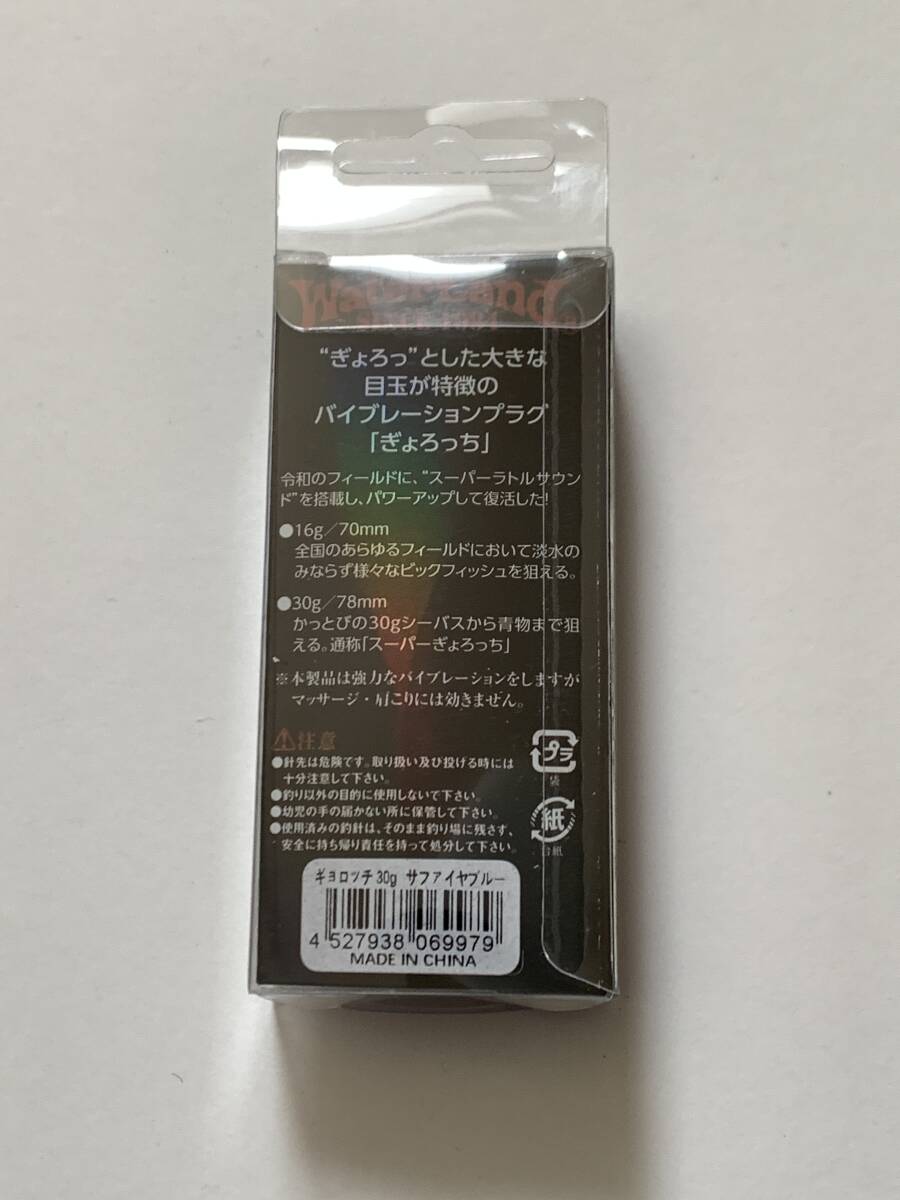 WaterLand
"ぎょろっ"とした大きな
目玉が特徴の
バイブレーションプラグ
「ぎょろっち」
令和のフィールドに、"スーパーラトルサウン
ド"を搭載し、パワーアップして復活した!
●16g/70mm
全国のあらゆるフィールドにおいて淡水の
みならず様々なビックフィッシュを狙える。
●30g/78mm
かっとびの30gシーバスから青物まで狙
える。通称「スーパーぎょろっち」
※本製品は強力なバイブレーションをしますが
マッサージ・肩こりには効きません。
⚠注意
●針先は危険です。取り扱い及び投げる時には
十分注意して下さい。
●釣り以外の目的に使用しないで下さい。
●幼児の手の届かない所に保管して下さい。
●使用済みの釣針は、そのまま釣り場に残さず、
安全に持ち帰り責任を持って処分して下さい。
プラ
袋
紙
台紙
ギョロッチ 30g サファイヤブルー
4 527938 069979
MADE IN CHINA